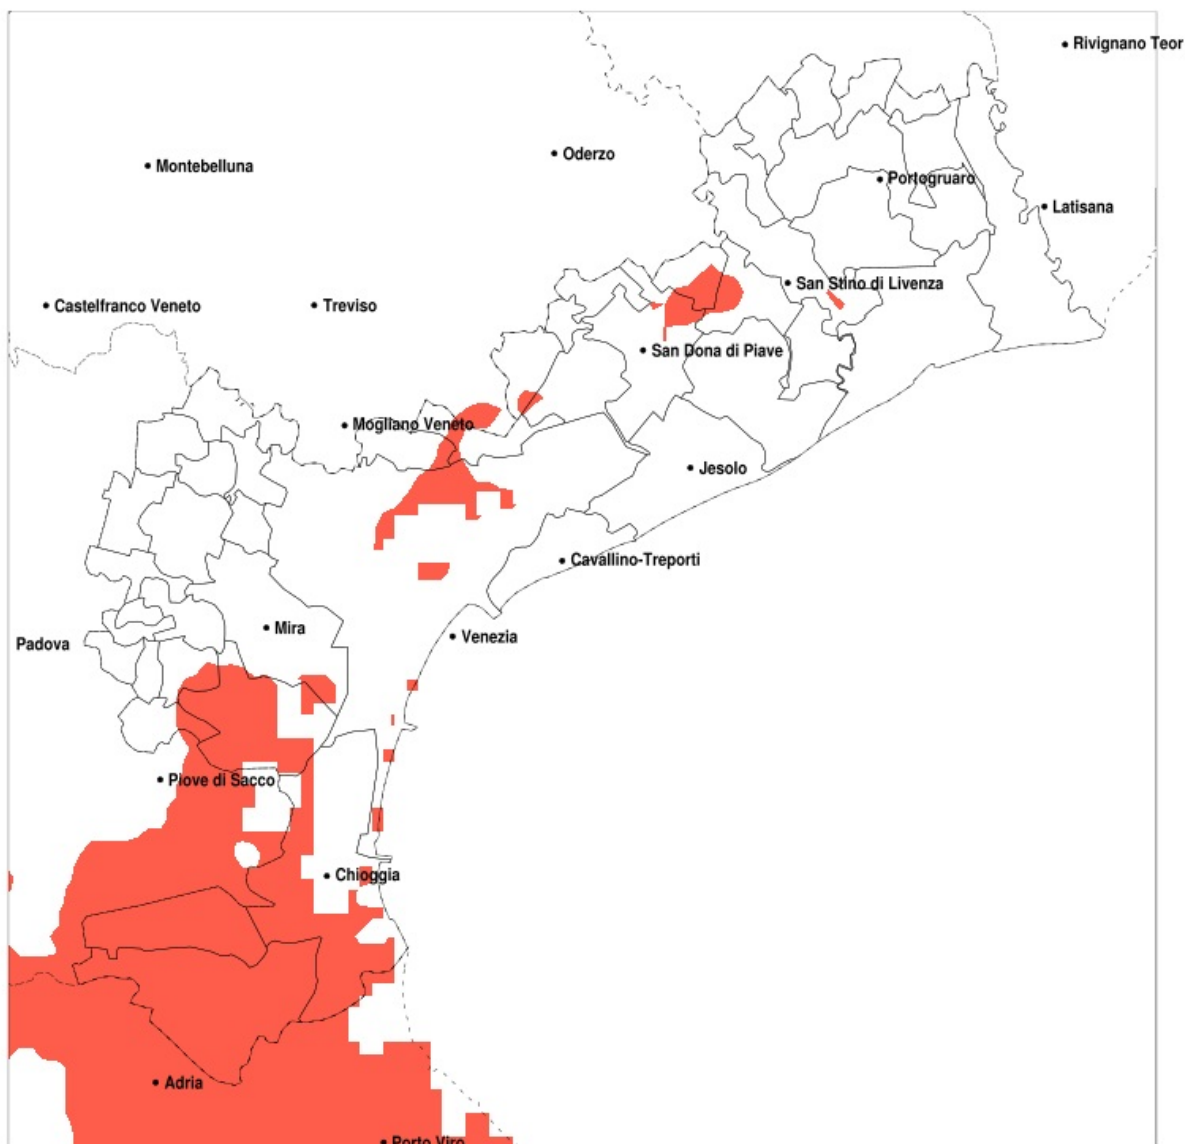 Rivignano Teor
Oderzo
Montebelluna
Portogruaro
Latisana
San Stino di Livenza
Castelfranco Veneto
Treviso
San Dona di Piave
Mogliano Veneto
Jesolo
Cavallino-Treporti
Mira
Venezia
Padova
Piove di Sacco
Chioggia
Adria
Porto Viro